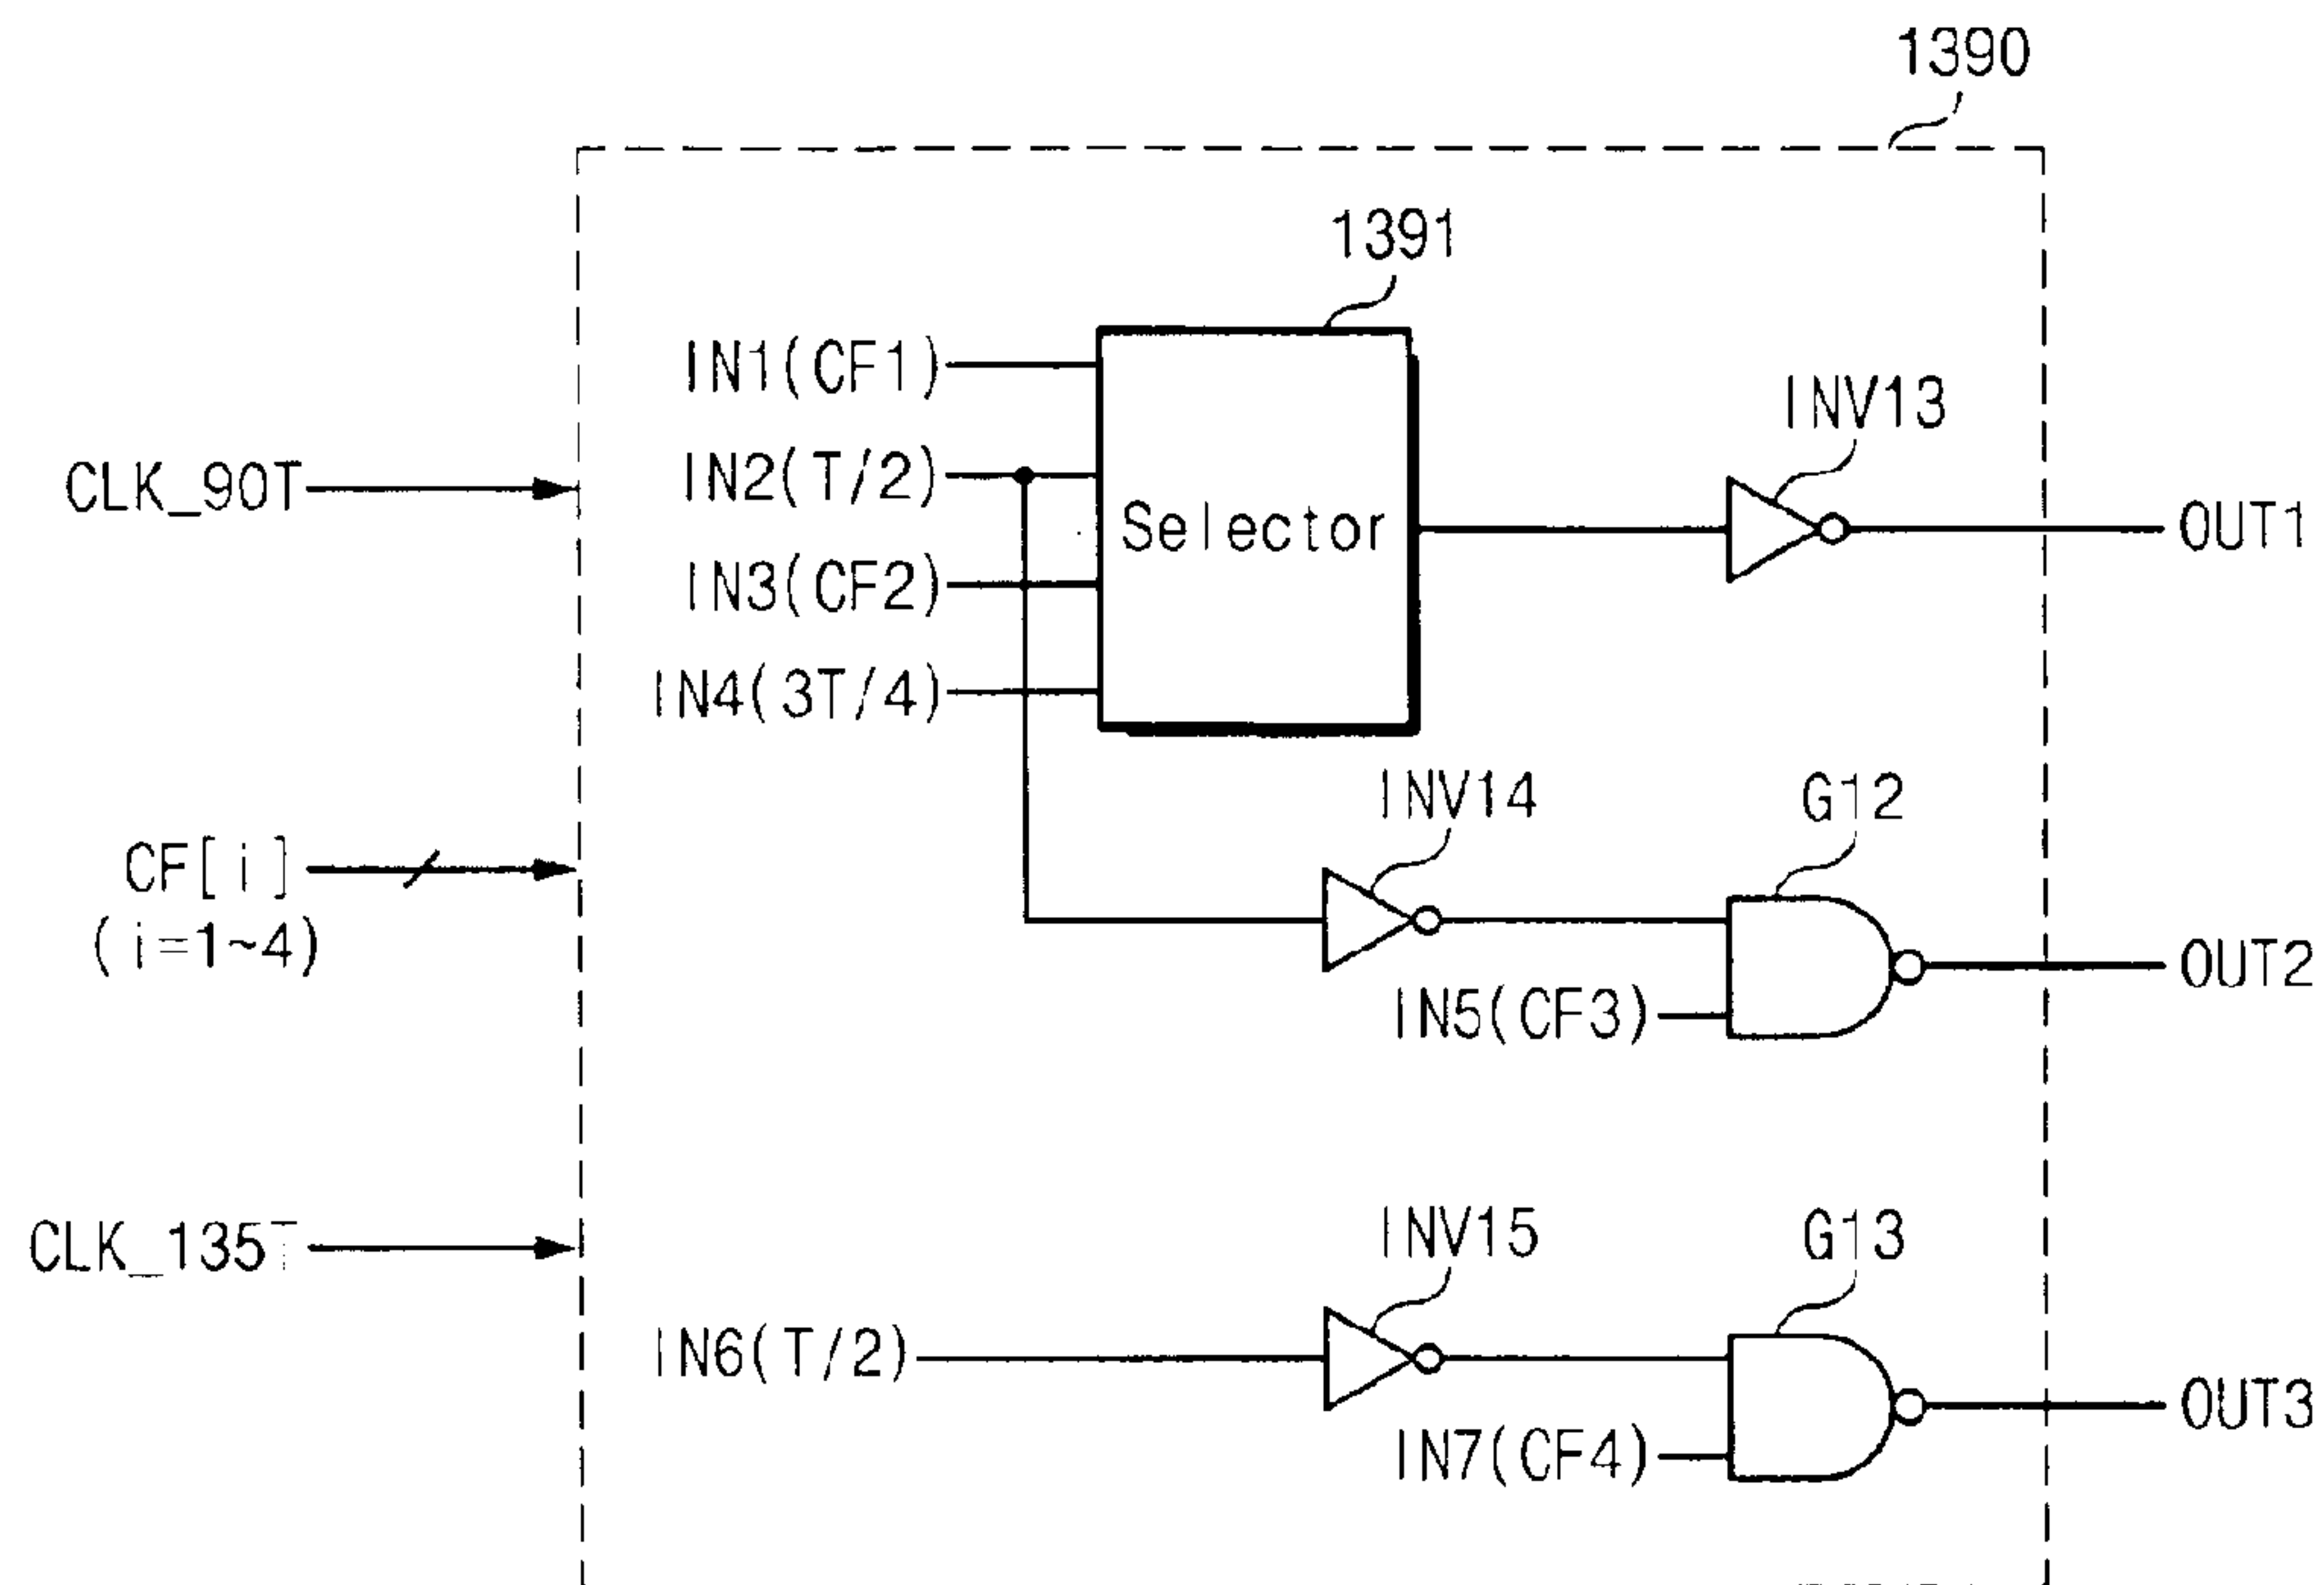 1390
1391
IN1(CF1)
INV13
CLK_90T
IN2(T/2)
Selector
OUT1
IN3(CF2)
IN4(3T/4)
INV14
G12
CF[i]
(i=1~4)
OUT2
IN5(CF3)
CLK_135T
INV15
G13
IN6(T/2)
OUT3
IN7(CF4)